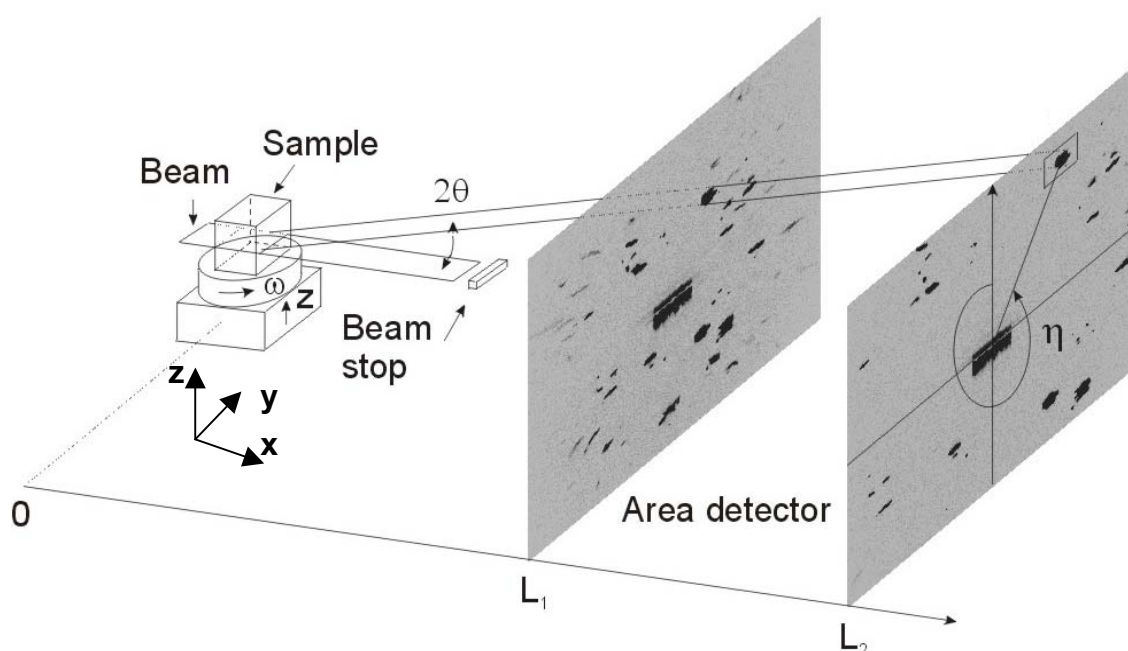 Sample
Beam
2θ
ω
z
Beam
stop
η
z
y
x
Area detector
0
L₁
L₂